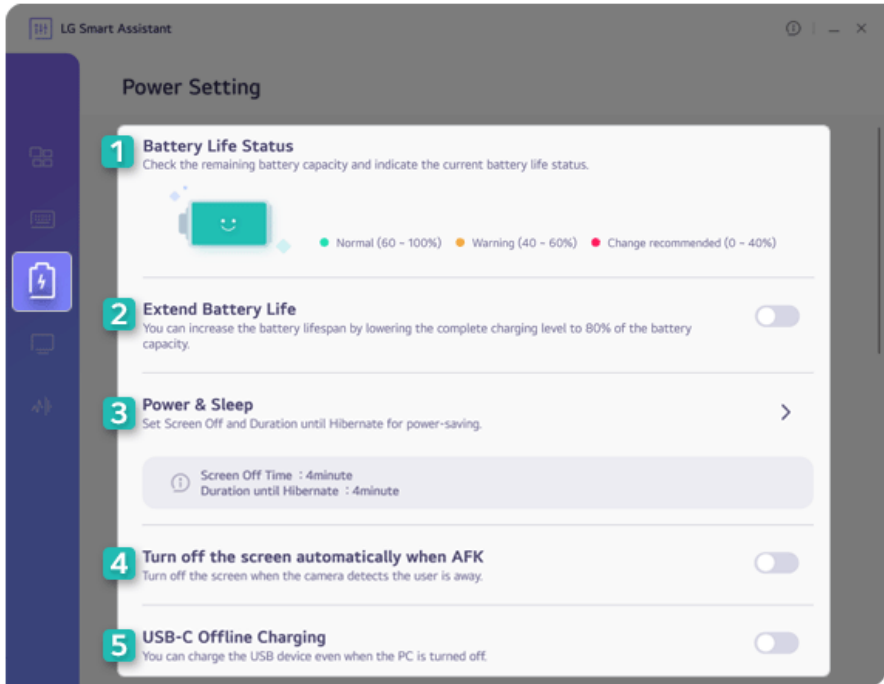 LG Smart Assistant
Power Setting
1 Battery Life Status
Check the remaining battery capacity and indicate the current battery life status.
Normal (60 ~ 100%) Warning (40 ~ 60%) Change recommended (0 ~ 40%)
2 Extend Battery Life
You can increase the battery lifespan by lowering the complete charging level to 80% of the battery
capacity.
3 Power & Sleep
Set Screen Off and Duration until Hibernate for power-saving.
Screen Off Time : 4minute
Duration until Hibernate : 4minute
4 Turn off the screen automatically when AFK
Turn off the screen when the camera detects the user is away.
5 USB-C Offline Charging
You can charge the USB device even when the PC is turned off.